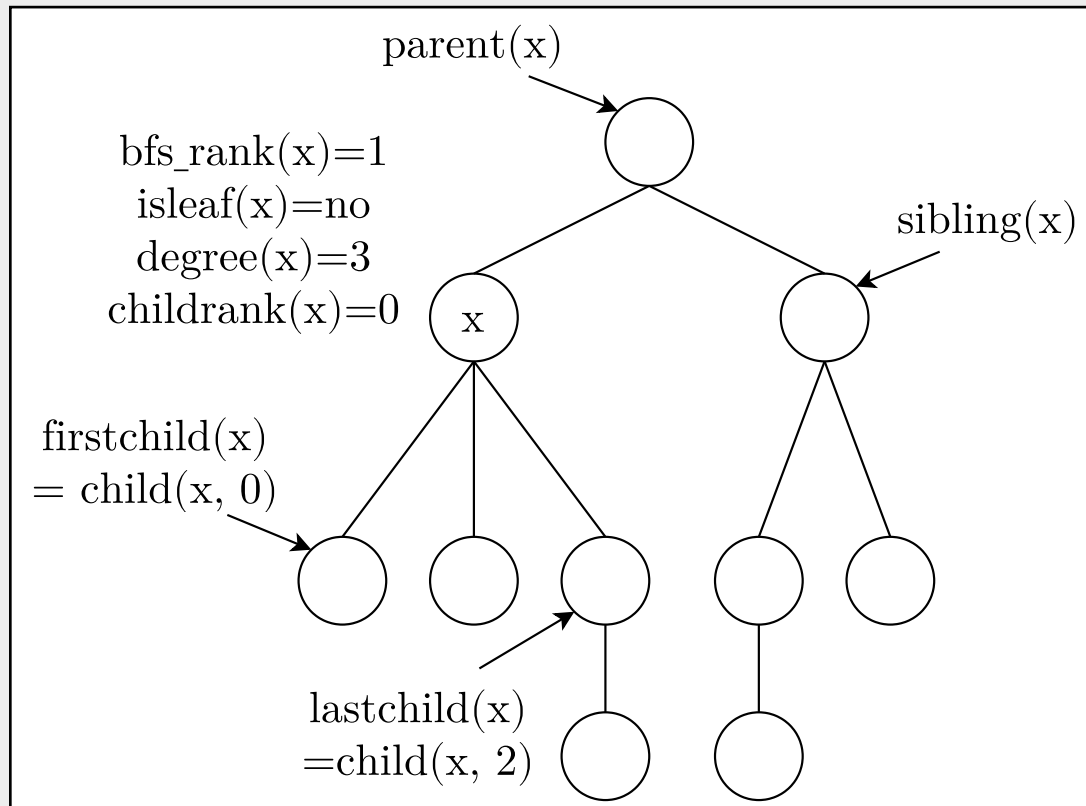 parent(x)
bfs_rank(x)=1
isleaf(x)=no
degree(x)=3
childrank(x)=0
sibling(x)
x
firstchild(x)
= child(x, 0)
lastchild(x)
=child(x, 2)